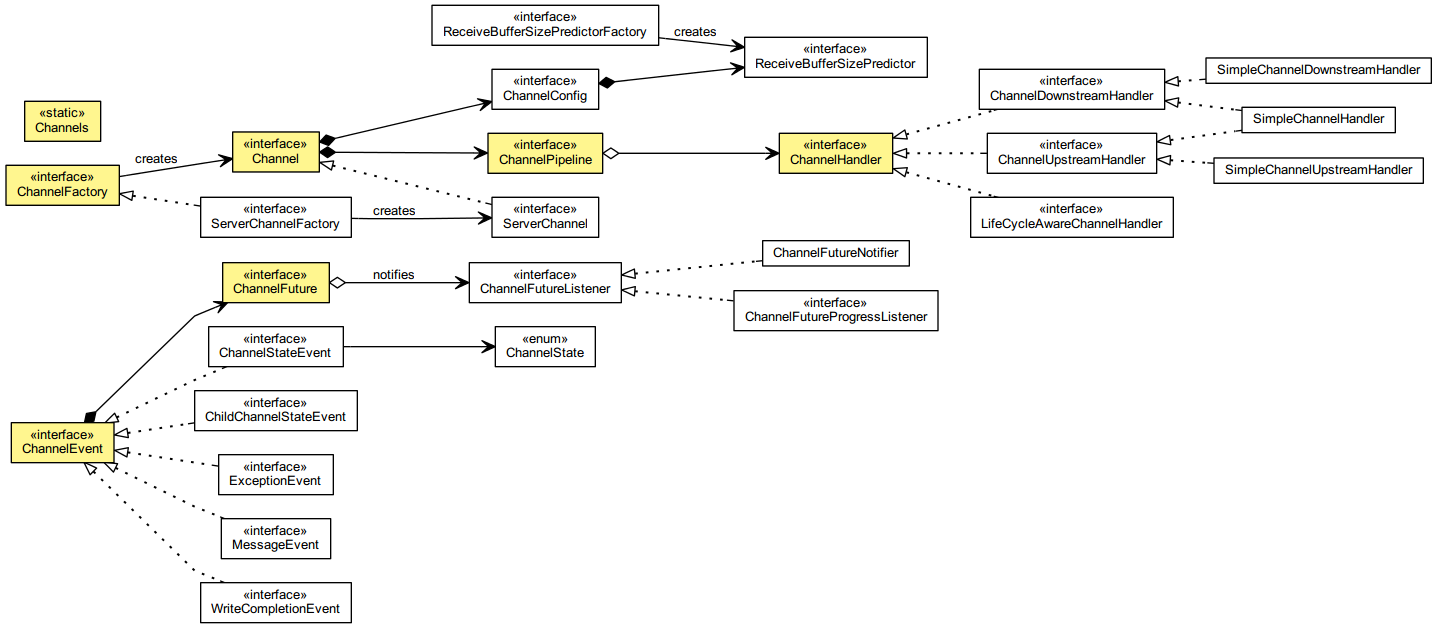 «interface»
ReceiveBufferSizePredictorFactory
creates
«interface»
ReceiveBufferSizePredictor
«interface»
ChannelConfig
«interface»
ChannelDownstreamHandler
SimpleChannelDownstreamHandler
«static»
Channels
SimpleChannelHandler
«interface»
Channel
«interface»
ChannelPipeline
«interface»
ChannelHandler
«interface»
ChannelUpstreamHandler
creates
«interface»
ChannelFactory
SimpleChannelUpstreamHandler
«interface»
ServerChannelFactory
creates
«interface»
ServerChannel
«interface»
LifeCycleAwareChannelHandler
«interface»
ChannelFuture
notifies
«interface»
ChannelFutureListener
ChannelFutureNotifier
«interface»
ChannelFutureProgressListener
«interface»
ChannelStateEvent
«enum»
ChannelState
«interface»
ChildChannelStateEvent
«interface»
ChannelEvent
«interface»
ExceptionEvent
«interface»
MessageEvent
«interface»
WriteCompletionEvent